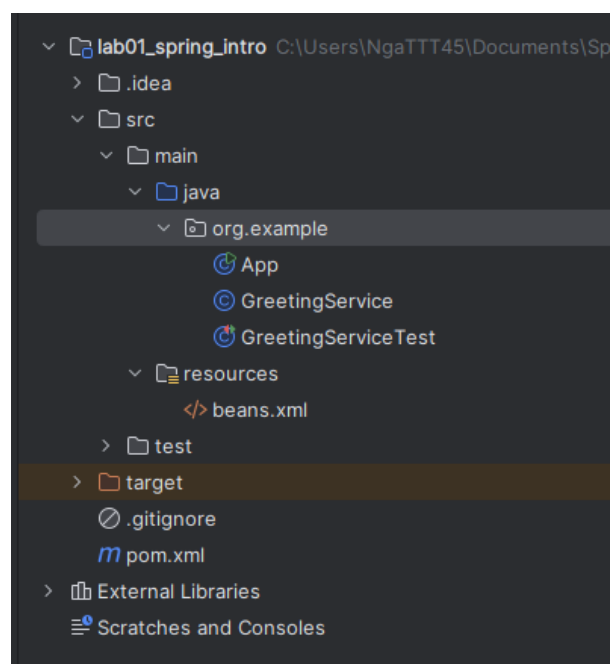 lab01_spring_intro C:\Users\NgaTTT45\Documents\Sp
.idea
src
main
java
org.example
App
GreetingService
GreetingServiceTest
resources
beans.xml
test
target
.gitignore
m pom.xml
External Libraries
Scratches and Consoles